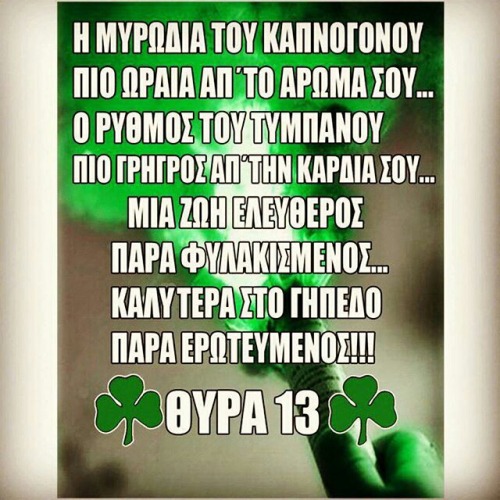 Η ΜΥΡΩΔΙΑ ΤΟΥ ΚΑΠΝΟΓΟΝΟΥ
ΠΙΟ ΩΡΑΙΑ ΑΠ΄ΤΟ ΑΡΩΜΑ ΣΟΥ...
Ο ΡΥΘΜΟΣ ΤΟΥ ΤΥΜΠΑΝΟΥ
ΠΙΟ ΓΡΗΓΡΟΣ ΑΠ΄ΤΗΝ ΚΑΡΔΙΑ ΣΟΥ...
ΜΙΑ ΖΩΗ ΕΛΕΥΘΕΡΟΣ
ΠΑΡΑ ΦΥΛΑΚΙΣΜΕΝΟΣ...
ΚΑΛΥΤΕΡΑ ΣΤΟ ΓΗΠΕΔΟ
ΠΑΡΑ ΕΡΩΤΕΥΜΕΝΟΣ!!!
ΘΥΡΑ 13